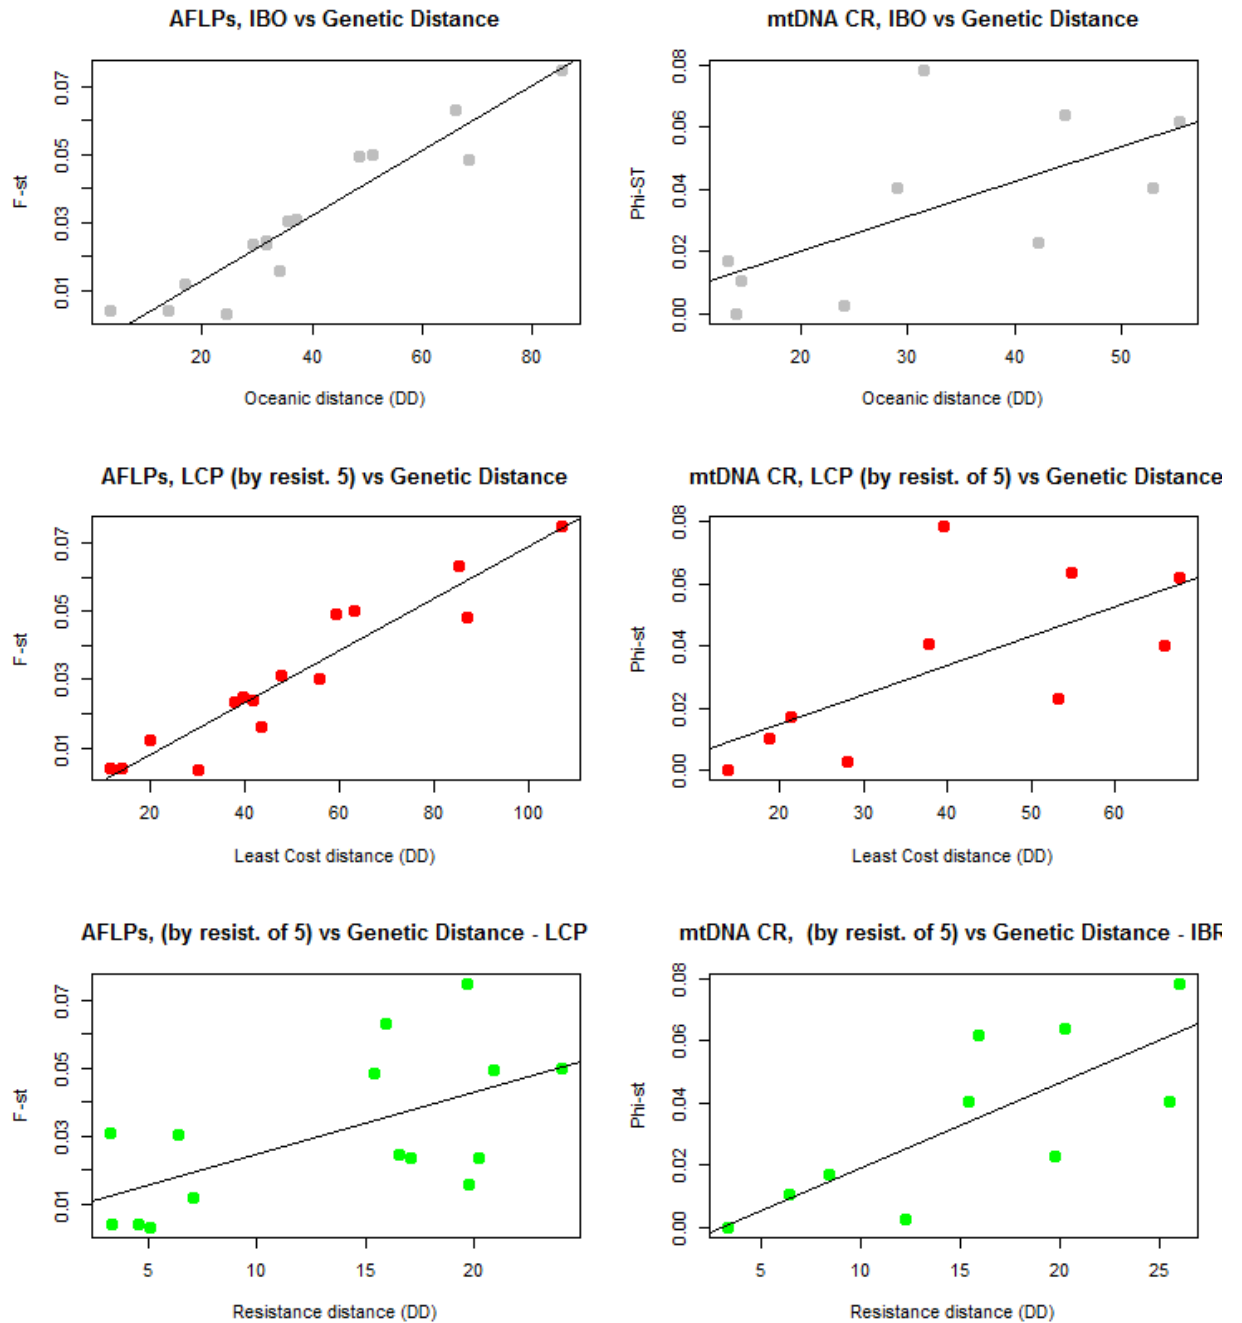 AFLPs, IBO vs Genetic Distance
F-st
0.07
0.05
0.03
0.01
20 40 60 80
Oceanic distance (DD)
mtDNA CR, IBO vs Genetic Distance
Phi-ST
0.08
0.06
0.04
0.02
0.00
20 30 40 50
Oceanic distance (DD)
AFLPs, LCP (by resist. 5) vs Genetic Distance
F-st
0.07
0.05
0.03
0.01
20 40 60 80 100
Least Cost distance (DD)
mtDNA CR, LCP (by resist. of 5) vs Genetic Distance
Phi-st
0.08
0.06
0.04
0.02
0.00
20 30 40 50 60
Least Cost distance (DD)
AFLPs, (by resist. of 5) vs Genetic Distance - LCP
F-st
0.07
0.05
0.03
0.01
5 10 15 20
Resistance distance (DD)
mtDNA CR, (by resist. of 5) vs Genetic Distance - IBR
Phi-st
0.08
0.06
0.04
0.02
0.00
5 10 15 20 25
Resistance distance (DD)